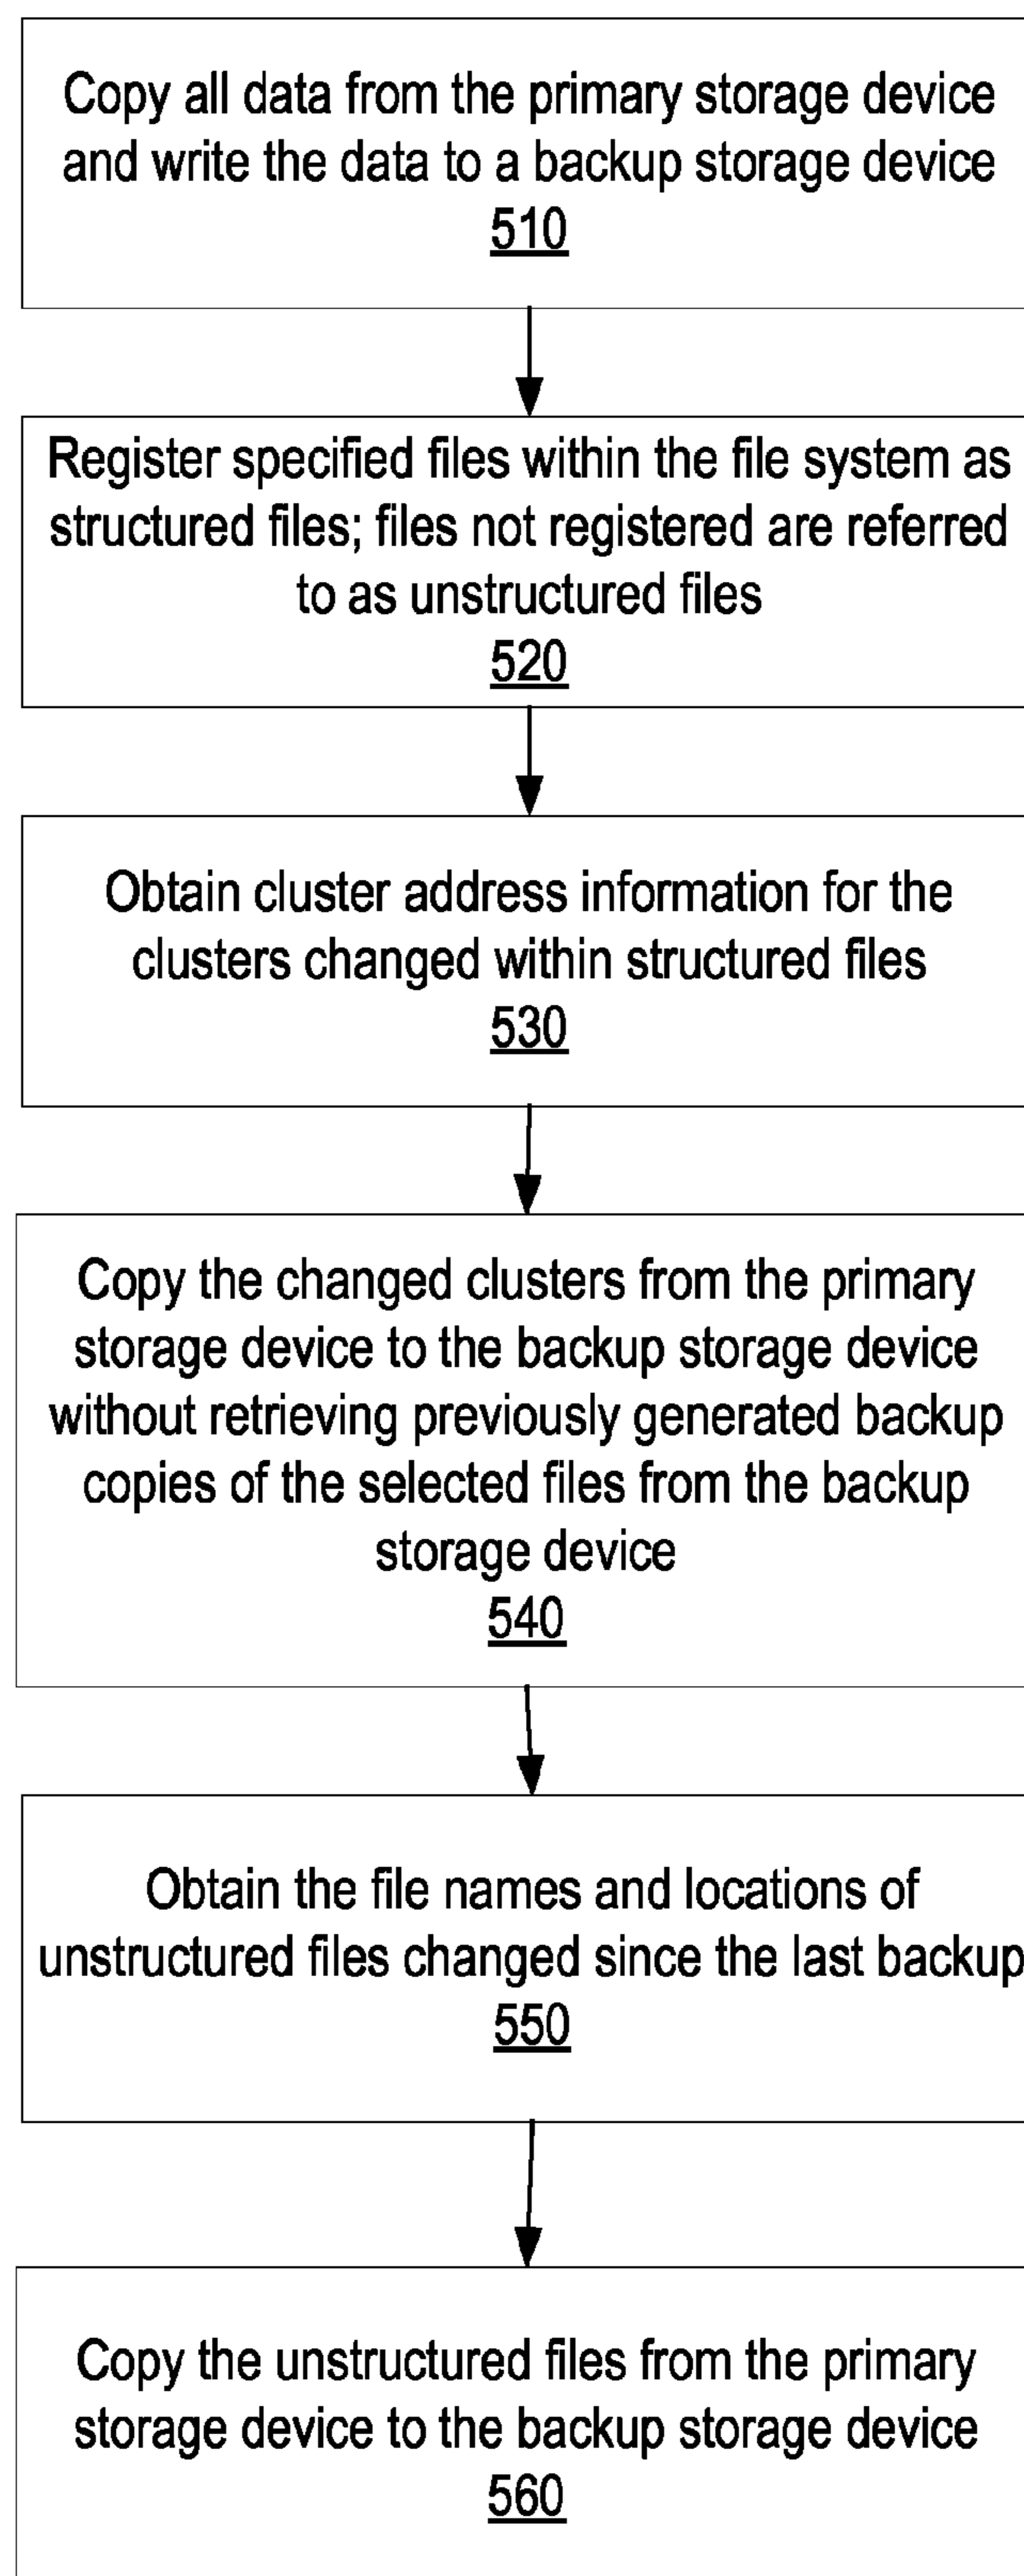 Copy all data from the primary storage device
and write the data to a backup storage device
510
Register specified files within the file system as
structured files; files not registered are referred
to as unstructured files
520
Obtain cluster address information for the
clusters changed within structured files
530
Copy the changed clusters from the primary
storage device to the backup storage device
without retrieving previously generated backup
copies of the selected files from the backup
storage device
540
Obtain the file names and locations of
unstructured files changed since the last backup
550
Copy the unstructured files from the primary
storage device to the backup storage device
560